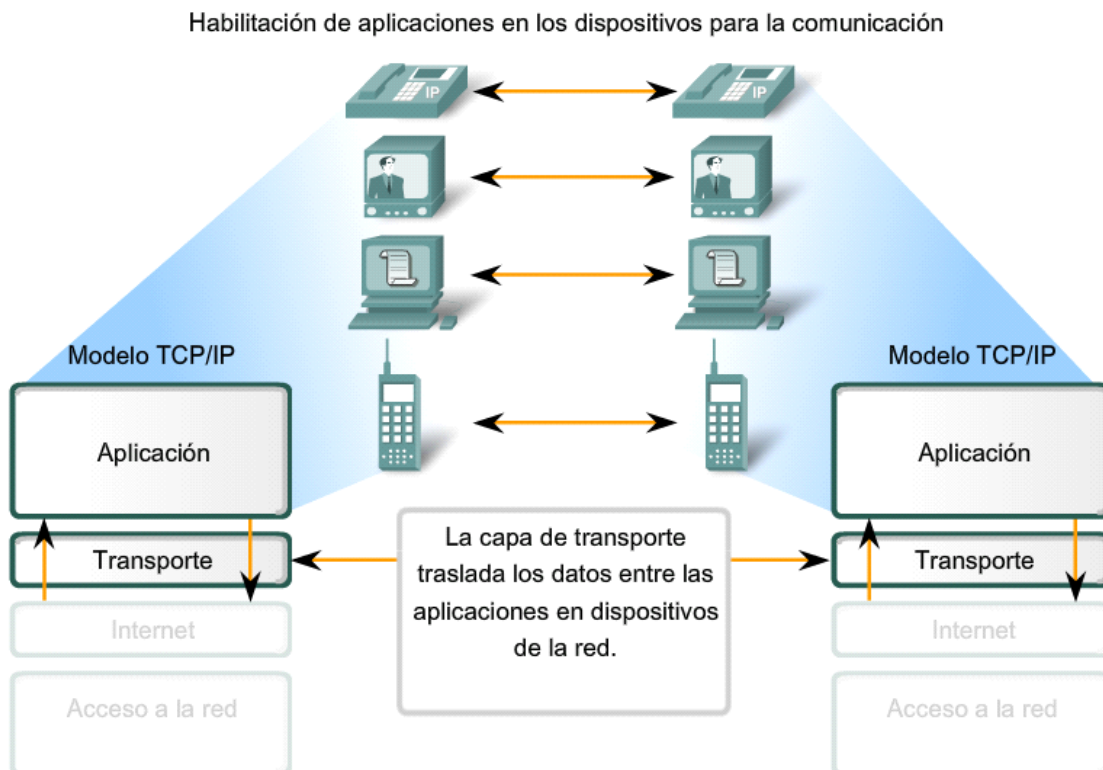 Habilitación de aplicaciones en los dispositivos para la comunicación
IP
IP
Modelo TCP/IP
Modelo TCP/IP
Aplicación
Aplicación
Transporte
La capa de transporte
traslada los datos entre las
aplicaciones en dispositivos
de la red.
Transporte
Internet
Internet
Acceso a la red
Acceso a la red